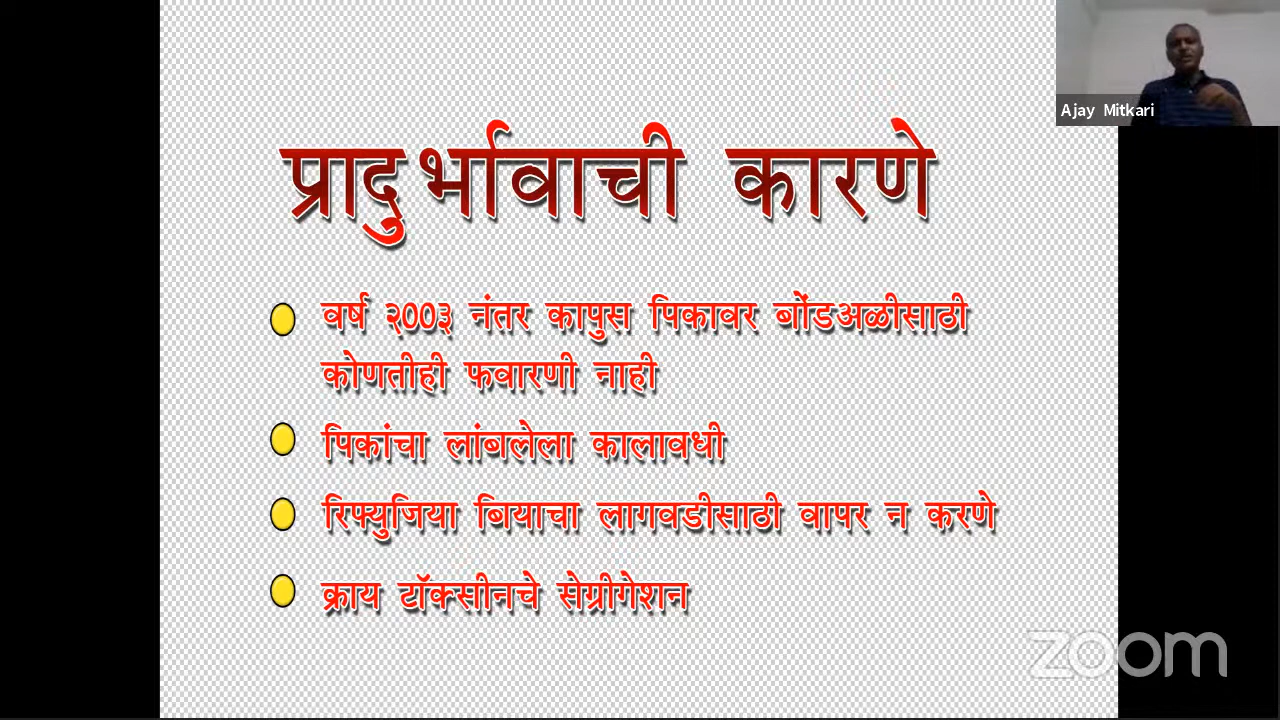 Ajay Mitkari
प्रादुर्भावाची कारणे
वर्ष २००३ नंतर कापुस पिकावर बोंडअळीसाठी
कोणतीही फवारणी नाही
पिकांचा लांबलेला कालावधी
रिफ्युजिया बियाचा लागवडीसाठी वापर न करणे
क्राय टॉक्सीनचे सेग्रीगेशन
zoom